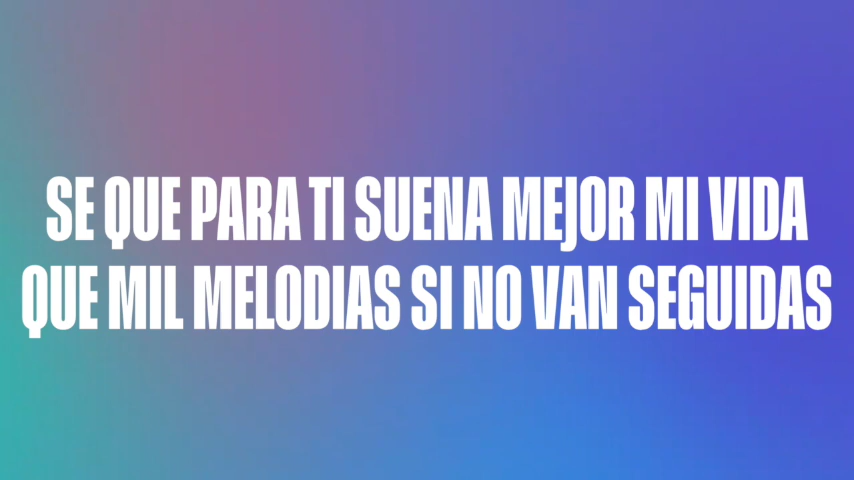 SE QUE PARA TI SUENA MEJOR MI VIDA
QUE MIL MELODIAS SI NO VAN SEGUIDAS